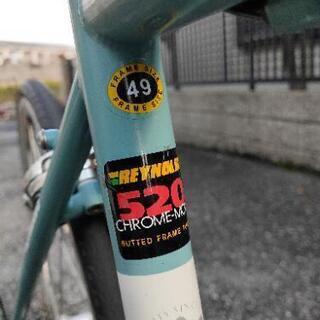 FRAME SIZE
49
FRAME SIZE
REYNOLDS
520
CHROME-MO
BUTTED FRAME